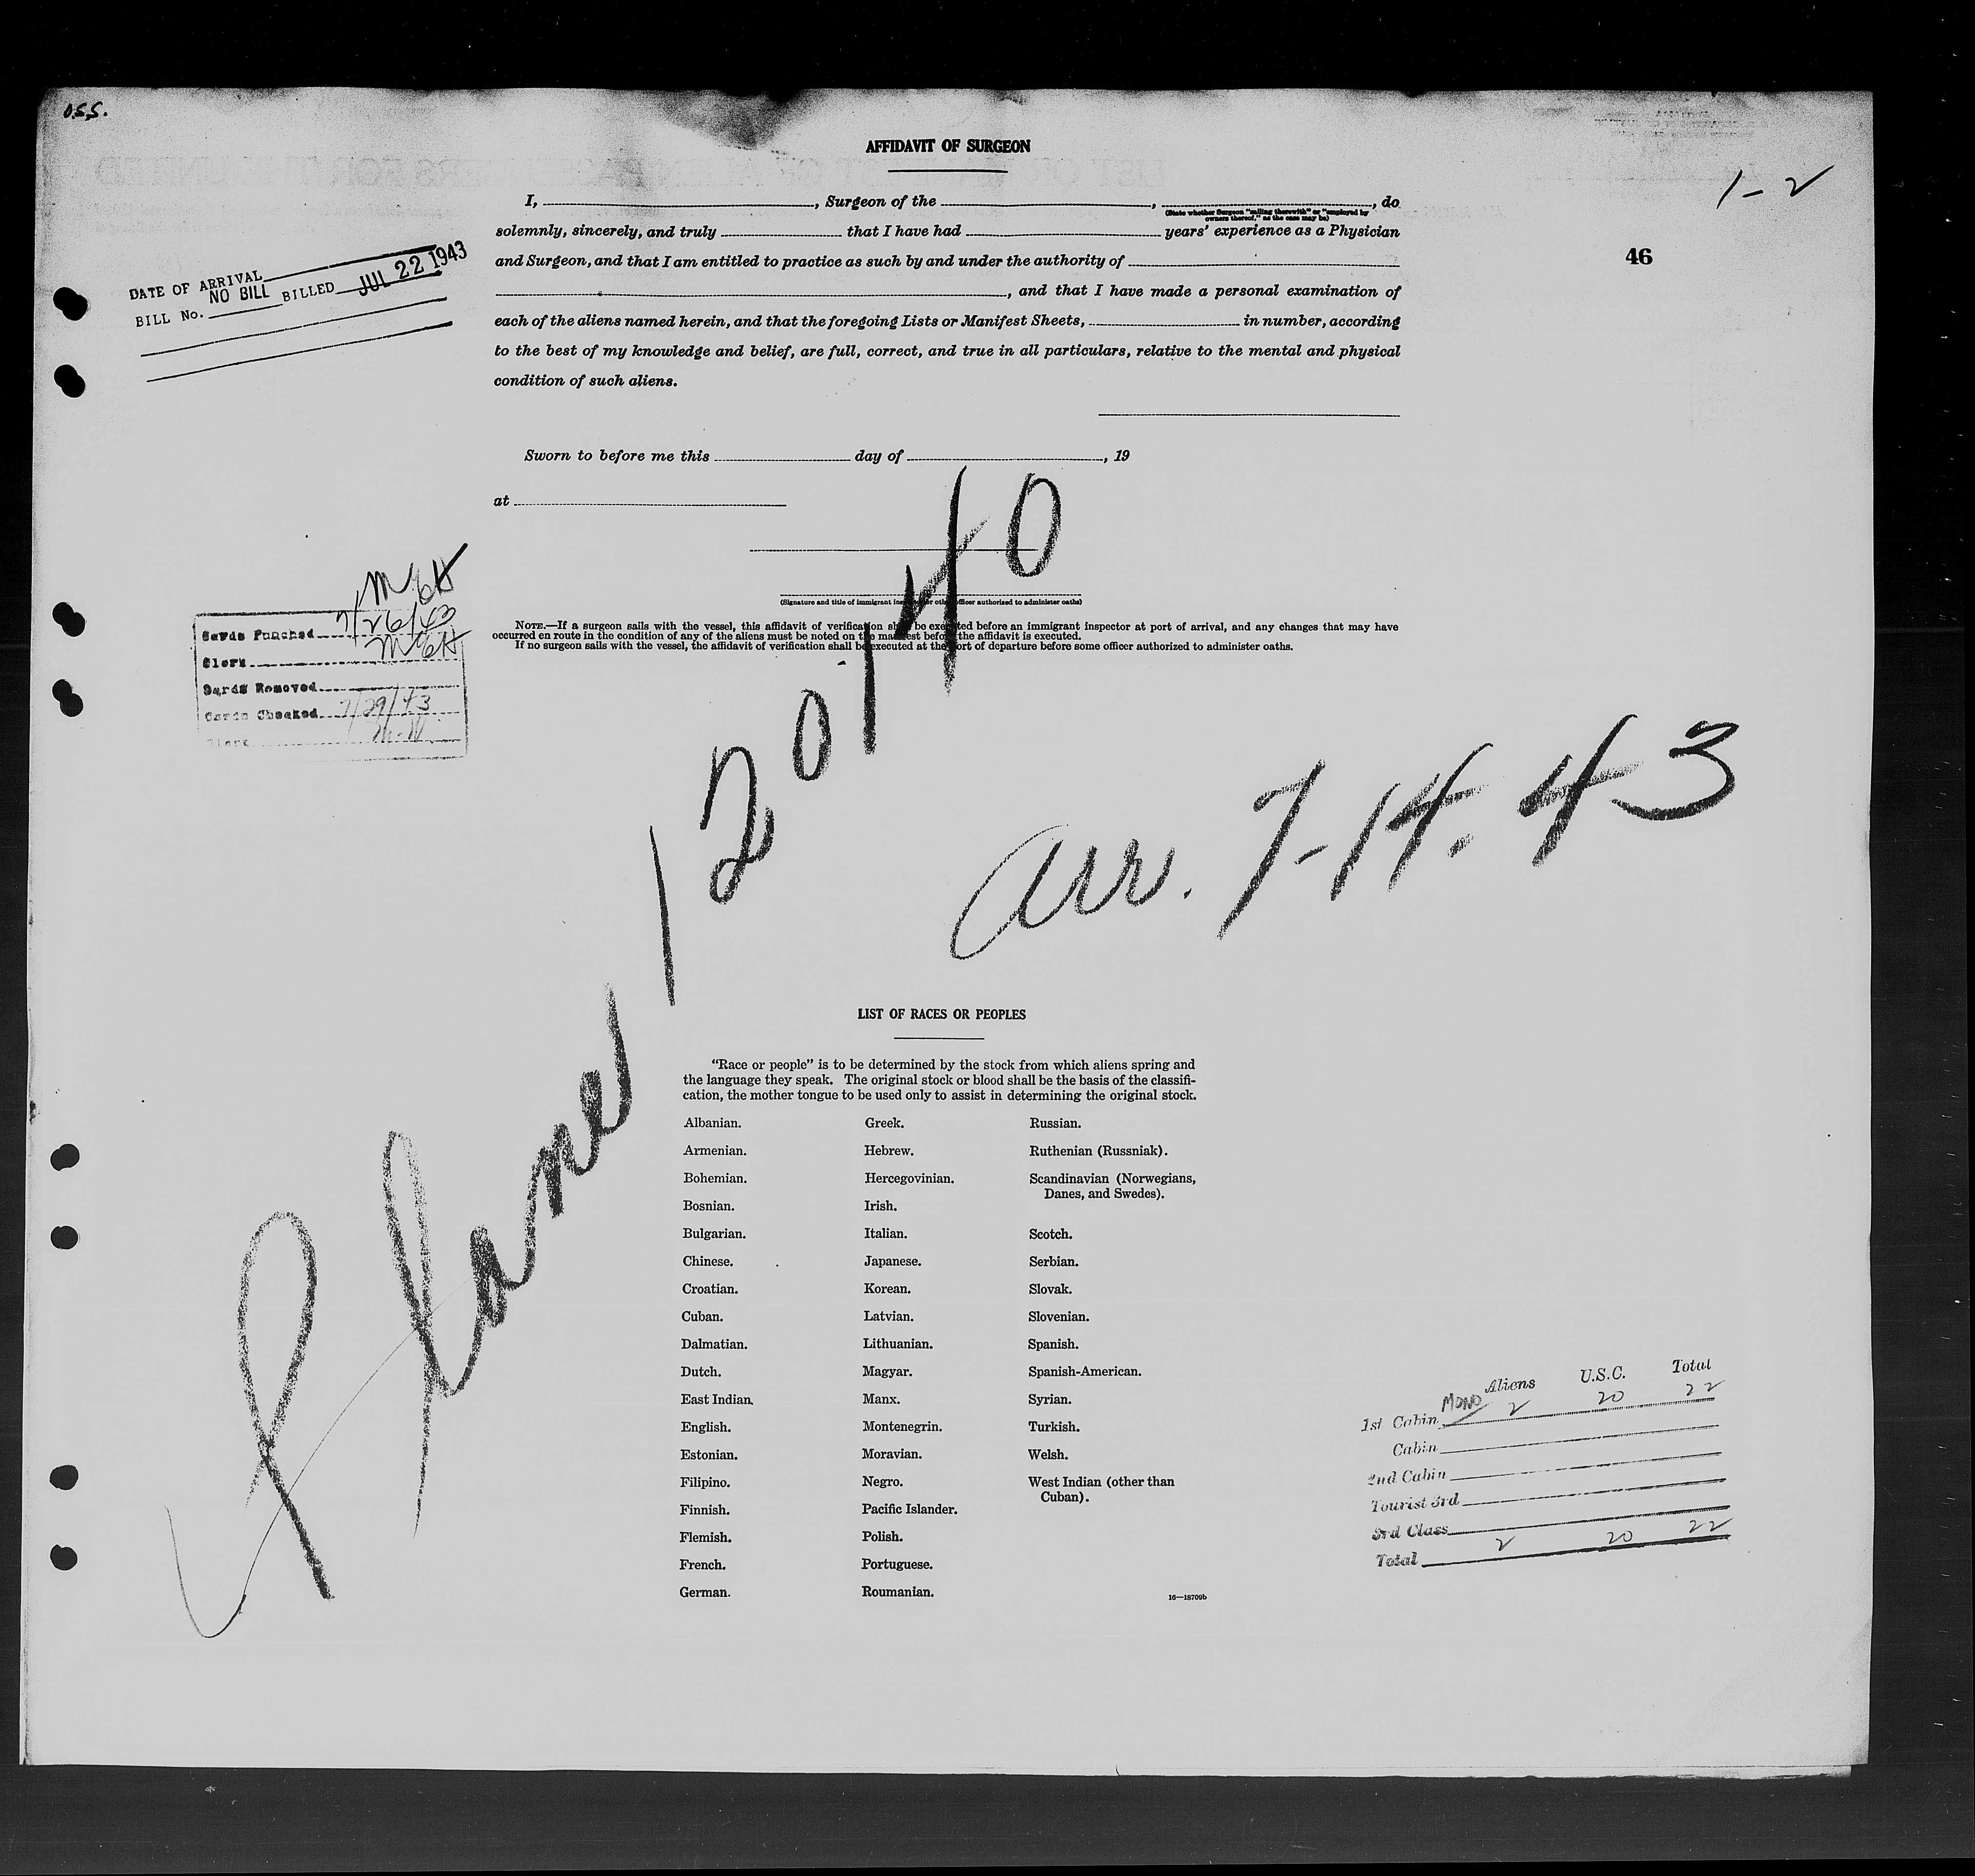 O.S.S.
AFFIDAVIT OF SURGEON
1-2
46
I, , Surgeon of the , , do
(State whether Surgeon "sailing therewith" or "employed by
owners thereof," as the case may be)
solemnly, sincerely, and truly that I have had years' experience as a Physician
and Surgeon, and that I am entitled to practice as such by and under the authority of
, and that I have made a personal examination of
each of the aliens named herein, and that the foregoing Lists or Manifest Sheets, in number, according
to the best of my knowledge and belief, are full, correct, and true in all particulars, relative to the mental and physical
condition of such aliens.
DATE OF ARRIVAL
NO BILL BILLED JUL 22 1943
BILL No.
Sworn to before me this day of , 19
at
(Signature and title of immigrant inspector or other officer authorized to administer oaths)
NOTE.—If a surgeon sails with the vessel, this affidavit of verification shall be executed before an immigrant inspector at port of arrival, and any changes that may have
occurred en route in the condition of any of the aliens must be noted on the manifest before the affidavit is executed.
If no surgeon sails with the vessel, the affidavit of verification shall be executed at the port of departure before some officer authorized to administer oaths.
Cards Punched 7/26/43
Clerk
Cards Removed
Cards Checked 7/29/43
Clerk
120140
arr. 7-14-43
LIST OF RACES OR PEOPLES
"Race or people" is to be determined by the stock from which aliens spring and
the language they speak. The original stock or blood shall be the basis of the classifi-
cation, the mother tongue to be used only to assist in determining the original stock.
Albanian.
Armenian.
Bohemian.
Bosnian.
Bulgarian.
Chinese.
Croatian.
Cuban.
Dalmatian.
Dutch.
East Indian.
English.
Estonian.
Filipino.
Finnish.
Flemish.
French.
German.
Greek.
Hebrew.
Hercegovinian.
Irish.
Italian.
Japanese.
Korean.
Latvian.
Lithuanian.
Magyar.
Manx.
Montenegrin.
Moravian.
Negro.
Pacific Islander.
Polish.
Portuguese.
Roumanian.
Russian.
Ruthenian (Russniak).
Scandinavian (Norwegians,
Danes, and Swedes).
Scotch.
Serbian.
Slovak.
Slovenian.
Spanish.
Spanish-American.
Syrian.
Turkish.
Welsh.
West Indian (other than
Cuban).
16—18709b
Aliens U.S.C. Total
1st Cabin MONO 2 20 22
Cabin
2nd Cabin
Tourist 3rd
3rd Class
Total 2 20 22